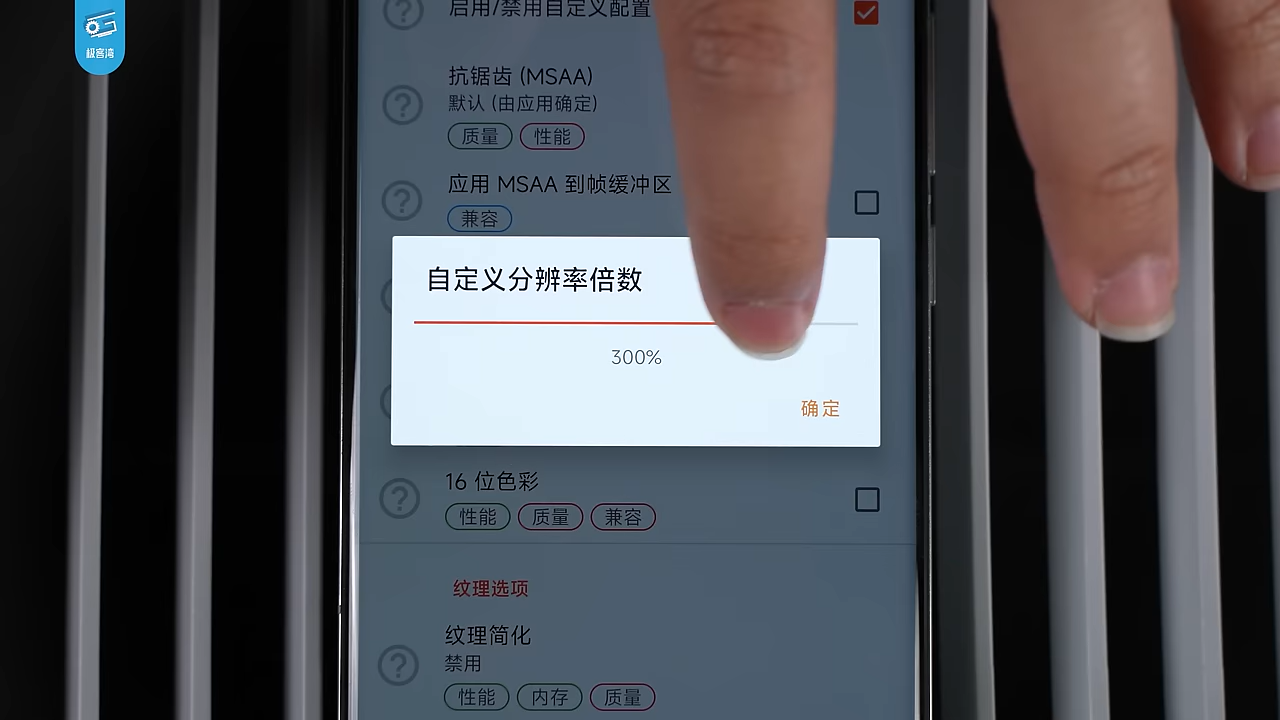 极客湾
启用/禁用自定义配置
抗锯齿 (MSAA)
默认 (由应用确定)
质量 性能
应用 MSAA 到帧缓冲区
兼容
自定义分辨率倍数
300%
确定
16 位色彩
性能 质量 兼容
纹理选项
纹理简化
禁用
性能 内存 质量